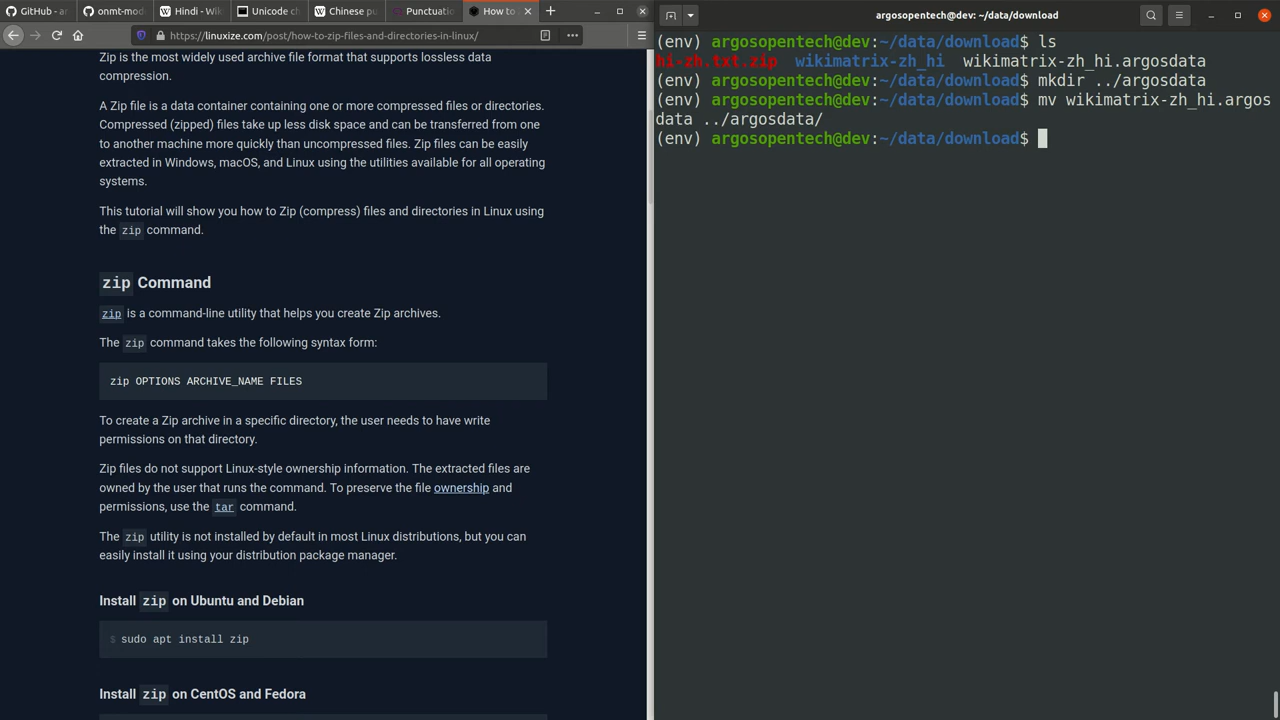 GitHub - ar
onmt-mod
Hindi - Wik
Unicode ch
Chinese pu
Punctuatio
How to
https://linuxize.com/post/how-to-zip-files-and-directories-in-linux/
Zip is the most widely used archive file format that supports lossless data
compression.
A Zip file is a data container containing one or more compressed files or directories.
Compressed (zipped) files take up less disk space and can be transferred from one
to another machine more quickly than uncompressed files. Zip files can be easily
extracted in Windows, macOS, and Linux using the utilities available for all operating
systems.
This tutorial will show you how to Zip (compress) files and directories in Linux using
the zip command.
zip Command
zip is a command-line utility that helps you create Zip archives.
The zip command takes the following syntax form:
zip OPTIONS ARCHIVE_NAME FILES
To create a Zip archive in a specific directory, the user needs to have write
permissions on that directory.
Zip files do not support Linux-style ownership information. The extracted files are
owned by the user that runs the command. To preserve the file ownership and
permissions, use the tar command.
The zip utility is not installed by default in most Linux distributions, but you can
easily install it using your distribution package manager.
Install zip on Ubuntu and Debian
$ sudo apt install zip
Install zip on CentOS and Fedora
argosopentech@dev: ~/data/download
(env) argosopentech@dev:~/data/download$ ls
hi-zh.txt.zip wikimatrix-zh_hi wikimatrix-zh_hi.argosdata
(env) argosopentech@dev:~/data/download$ mkdir ../argosdata
(env) argosopentech@dev:~/data/download$ mv wikimatrix-zh_hi.argos
data ../argosdata/
(env) argosopentech@dev:~/data/download$